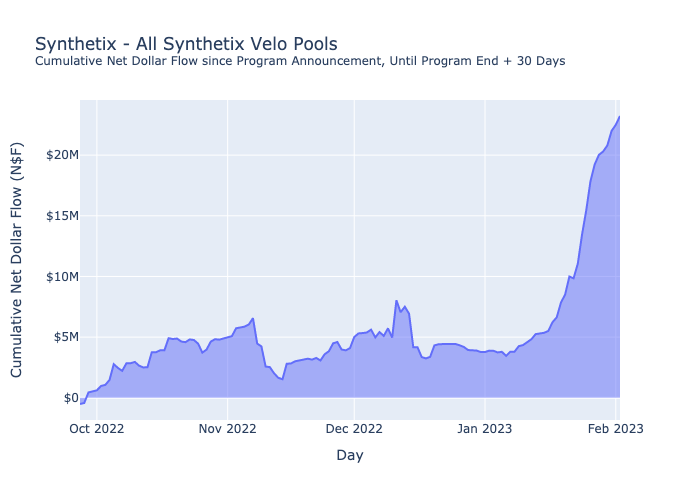 Synthetix - All Synthetix Velo Pools
Cumulative Net Dollar Flow since Program Announcement, Until Program End + 30 Days
Cumulative Net Dollar Flow (N$F)
$20M
$15M
$10M
$5M
$0
Oct 2022
Nov 2022
Dec 2022
Jan 2023
Feb 2023
Day